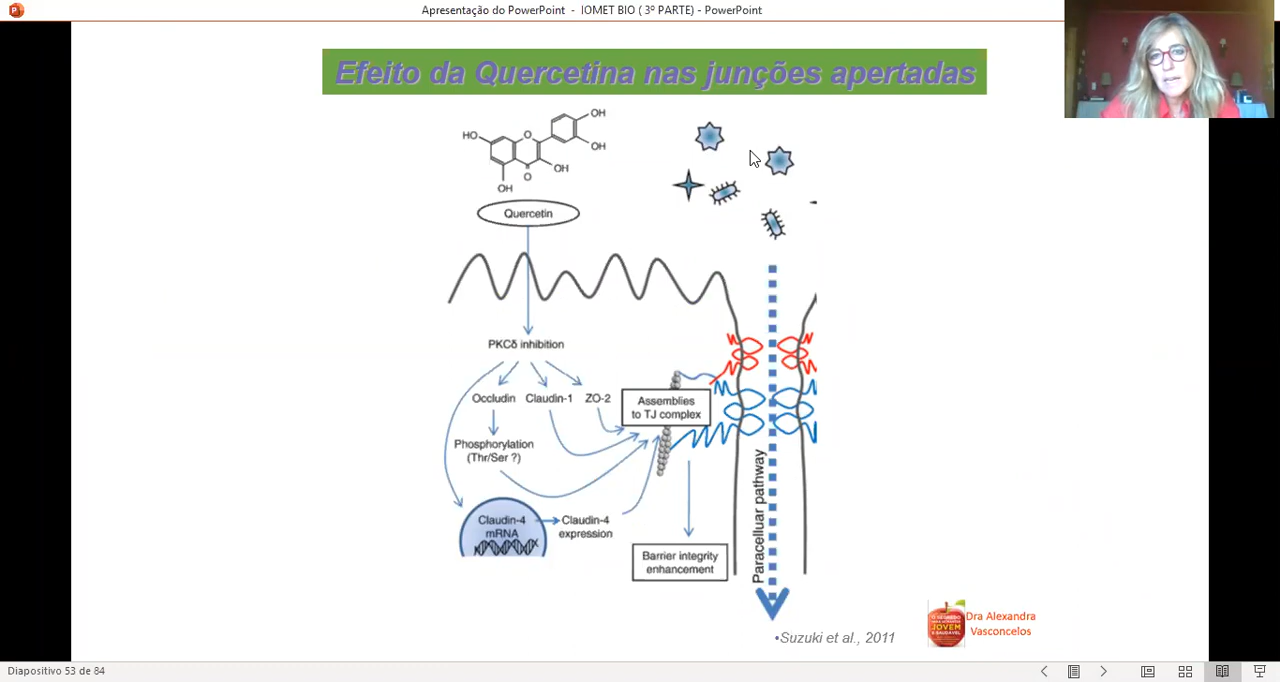 Apresentação do PowerPoint - IOMET BIO ( 3º PARTE) - PowerPoint
Efeito da Quercetina nas junções apertadas
OH
HO
O
OH
OH
O
OH
Quercetin
PKCδ inhibition
Occludin
Claudin-1
ZO-2
Assemblies
to TJ complex
Phosphorylation
(Thr/Ser ?)
Claudin-4
mRNA
Claudin-4
expression
Barrier integrity
enhancement
Paracelluar pathway
•Suzuki et al., 2011
JOVEM
Dra Alexandra
Vasconcelos
Diapositivo 53 de 84